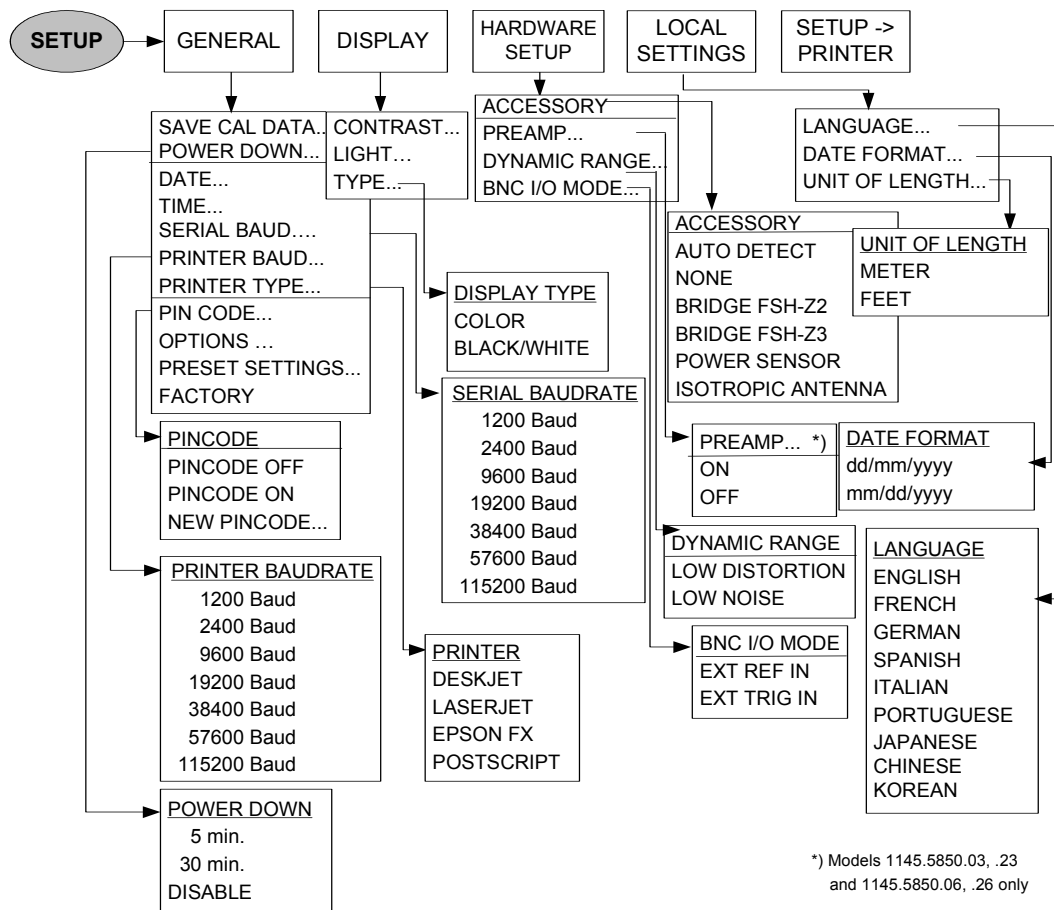 SETUP
GENERAL
DISPLAY
HARDWARE
SETUP
LOCAL
SETTINGS
SETUP ->
PRINTER
SAVE CAL DATA...
POWER DOWN...
DATE...
TIME...
SERIAL BAUD....
PRINTER BAUD...
PRINTER TYPE...
PIN CODE...
OPTIONS ...
PRESET SETTINGS...
FACTORY
CONTRAST...
LIGHT...
TYPE...
ACCESSORY
PREAMP...
DYNAMIC RANGE...
BNC I/O MODE...
LANGUAGE...
DATE FORMAT...
UNIT OF LENGTH...
ACCESSORY
AUTO DETECT
NONE
BRIDGE FSH-Z2
BRIDGE FSH-Z3
POWER SENSOR
ISOTROPIC ANTENNA
UNIT OF LENGTH
METER
FEET
DISPLAY TYPE
COLOR
BLACK/WHITE
SERIAL BAUDRATE
1200 Baud
2400 Baud
9600 Baud
19200 Baud
38400 Baud
57600 Baud
115200 Baud
PINCODE
PINCODE OFF
PINCODE ON
NEW PINCODE...
PREAMP... *)
ON
OFF
DATE FORMAT
dd/mm/yyyy
mm/dd/yyyy
PRINTER BAUDRATE
1200 Baud
2400 Baud
9600 Baud
19200 Baud
38400 Baud
57600 Baud
115200 Baud
DYNAMIC RANGE
LOW DISTORTION
LOW NOISE
LANGUAGE
ENGLISH
FRENCH
GERMAN
SPANISH
ITALIAN
PORTUGUESE
JAPANESE
CHINESE
KOREAN
PRINTER
DESKJET
LASERJET
EPSON FX
POSTSCRIPT
BNC I/O MODE
EXT REF IN
EXT TRIG IN
POWER DOWN
5 min.
30 min.
DISABLE
*) Models 1145.5850.03, .23
and 1145.5850.06, .26 only